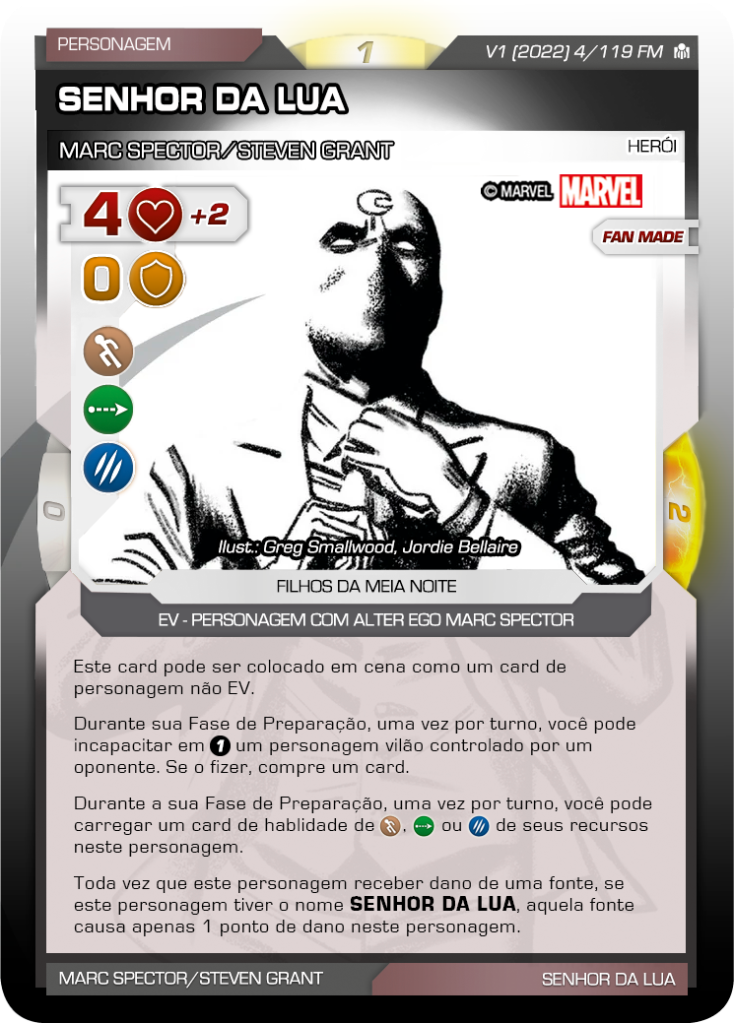 PERSONAGEM
1
V1 (2022) 4/119 FM
SENHOR DA LUA
MARC SPECTOR/STEVEN GRANT
HERÓI
© MARVEL MARVEL
4 +2
FAN MADE
0
0
2
Ilust.: Greg Smallwood, Jordie Bellaire
FILHOS DA MEIA NOITE
EV - PERSONAGEM COM ALTER EGO MARC SPECTOR
Este card pode ser colocado em cena como um card de
personagem não EV.
Durante sua Fase de Preparação, uma vez por turno, você pode
incapacitar em 1 um personagem vilão controlado por um
oponente. Se o fizer, compre um card.
Durante a sua Fase de Preparação, uma vez por turno, você pode
carregar um card de hablidade de , ou de seus recursos
neste personagem.
Toda vez que este personagem receber dano de uma fonte, se
este personagem tiver o nome SENHOR DA LUA, aquela fonte
causa apenas 1 ponto de dano neste personagem.
MARC SPECTOR/STEVEN GRANT
SENHOR DA LUA